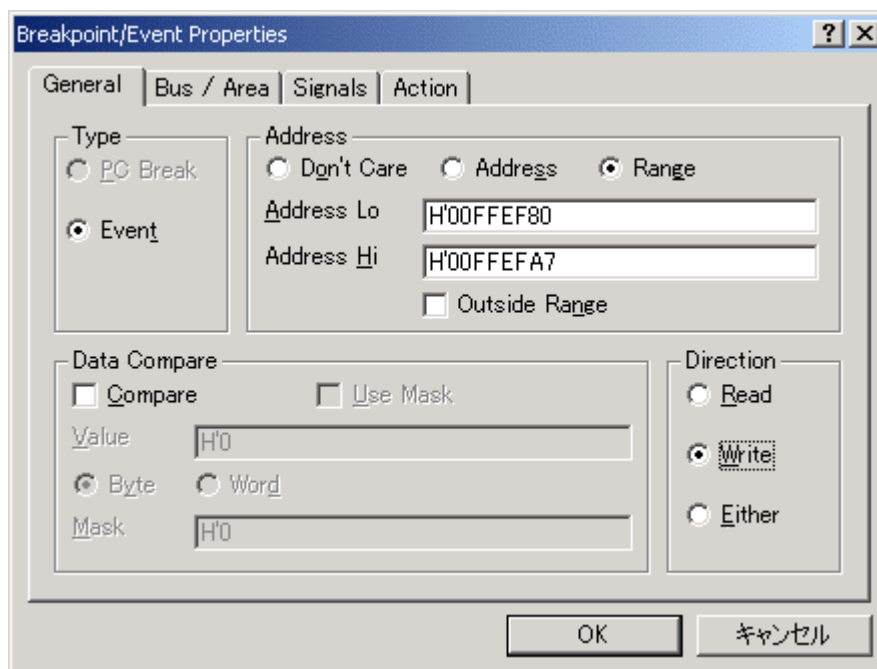 Breakpoint/Event Properties
General Bus / Area Signals Action
Type
PC Break
Event
Address
Don't Care Address Range
Address Lo H'00FFEF80
Address Hi H'00FFEFA7
Outside Range
Data Compare
Compare Use Mask
Value H'0
Byte Word
Mask H'0
Direction
Read
Write
Either
OK キャンセル